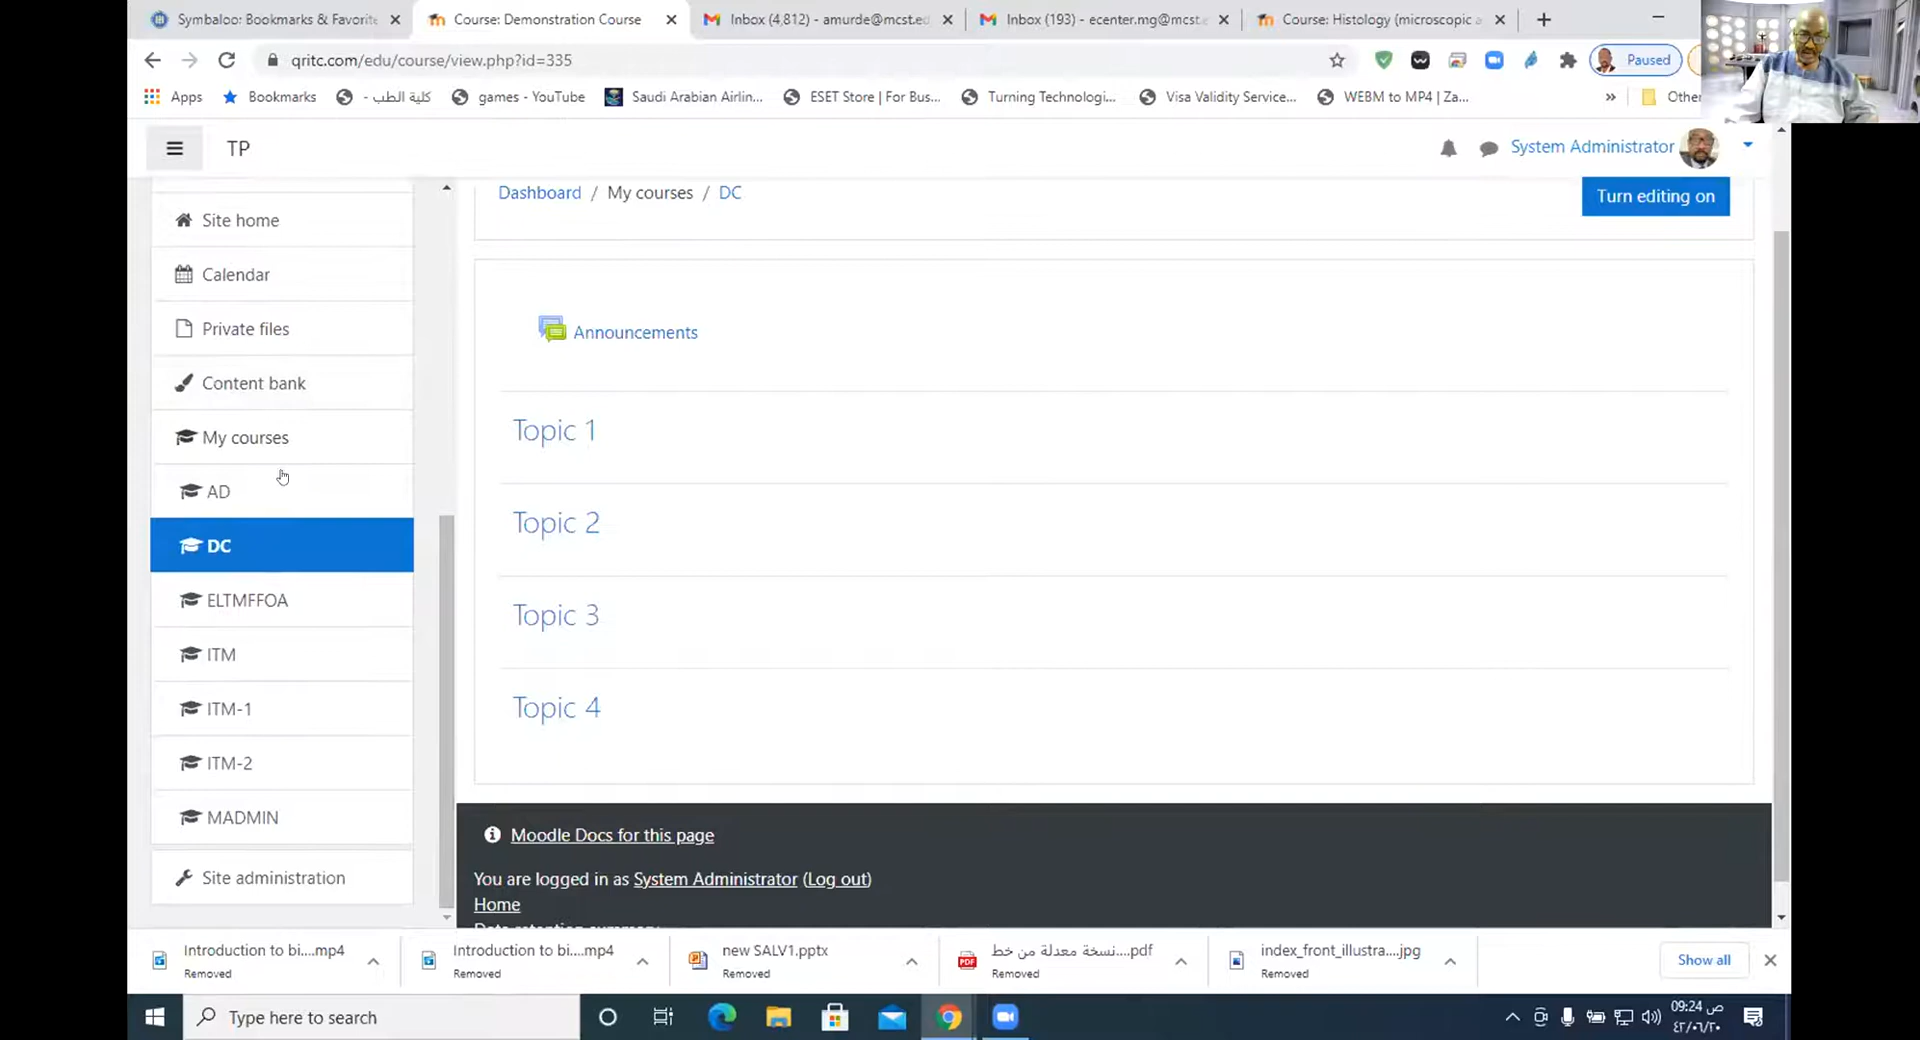 Symbaloo: Bookmarks & Favorite
Course: Demonstration Course
Inbox (4,812) - amurde@mcst.ed
Inbox (193) - ecenter.mg@mcst.e
Course: Histology (microscopic a
qritc.com/edu/course/view.php?id=335
Paused
Apps
Bookmarks
كلية الطب -
games - YouTube
Saudi Arabian Airlin...
ESET Store | For Bus...
Turning Technologi...
Visa Validity Service...
WEBM to MP4 | Za...
»
Other
TP
System Administrator
Dashboard / My courses / DC
Turn editing on
Site home
Calendar
Private files
Content bank
My courses
AD
DC
ELTMFFOA
ITM
ITM-1
ITM-2
MADMIN
Site administration
Announcements
Topic 1
Topic 2
Topic 3
Topic 4
Moodle Docs for this page
You are logged in as System Administrator (Log out)
Home
Data retention summary
Introduction to bi....mp4
Removed
Introduction to bi....mp4
Removed
new SALV1.pptx
Removed
نسخة معدلة من خط....pdf
Removed
index_front_illustra....jpg
Removed
Show all
Type here to search
09:24 ص
٤٢/٠٦/٢٠